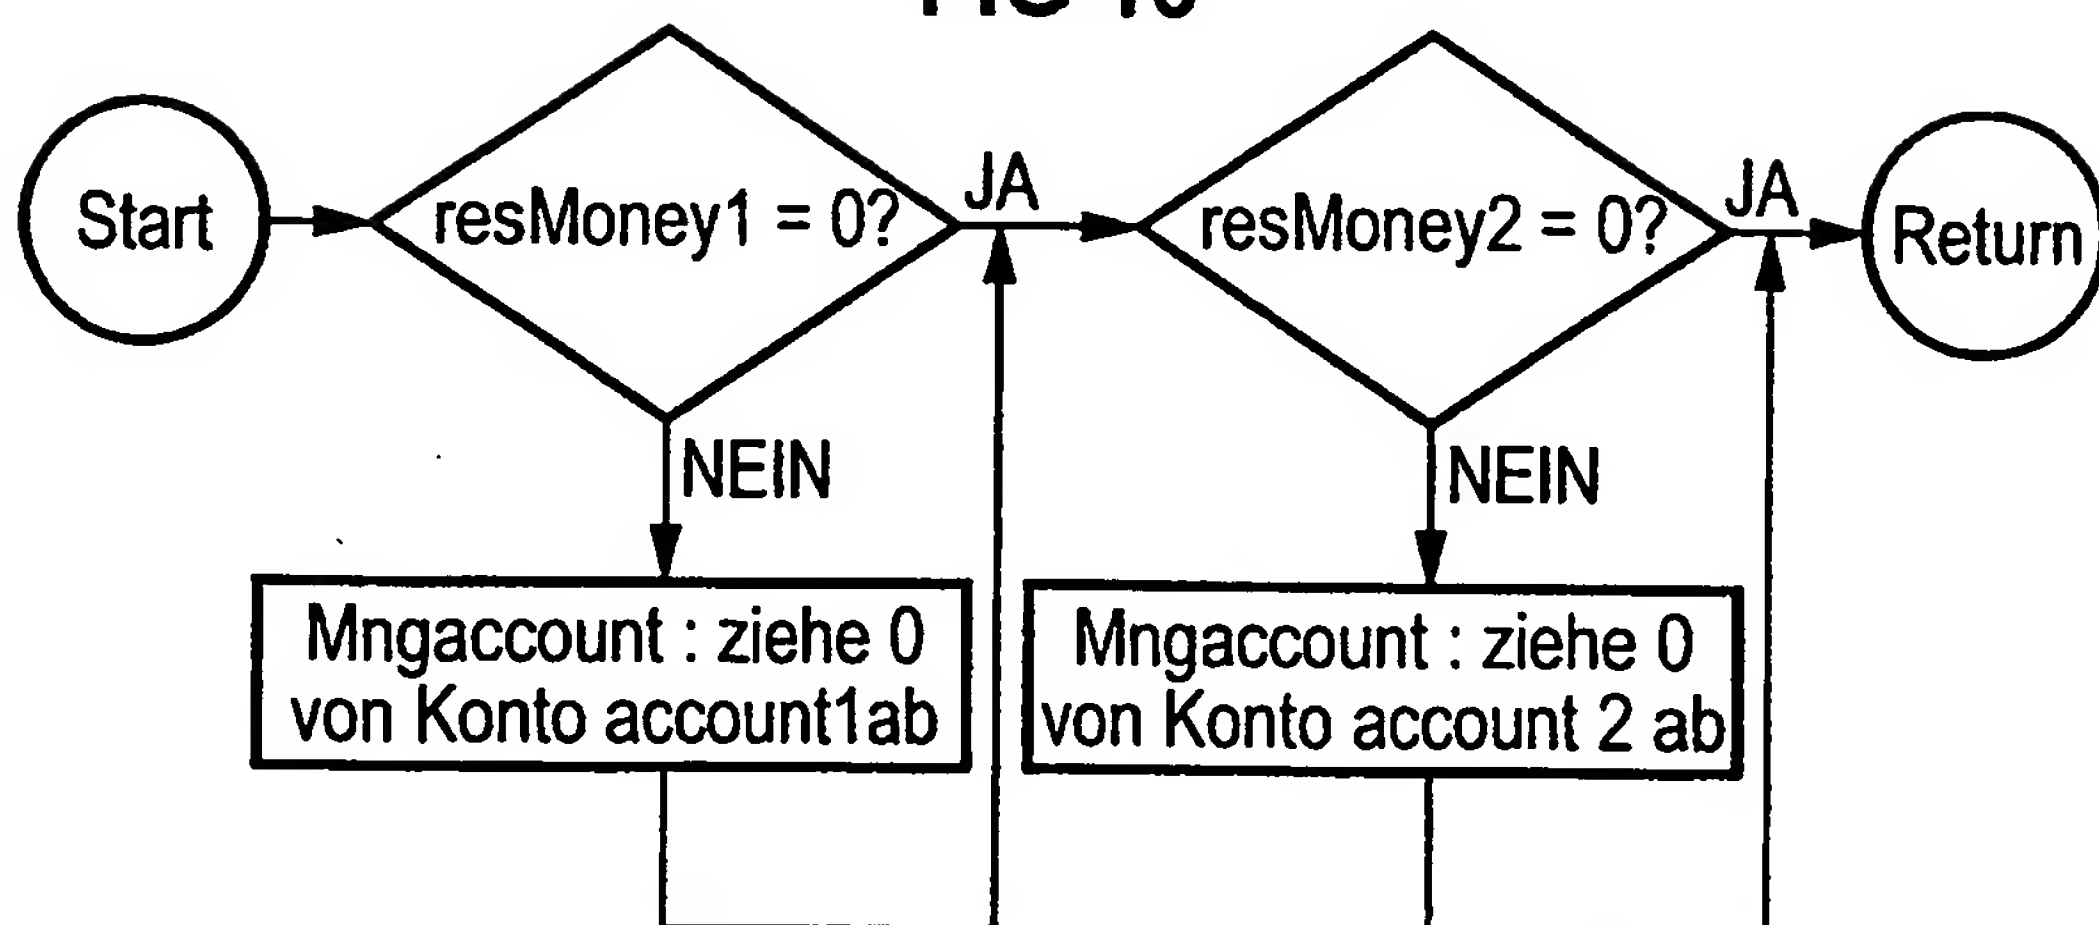 Start
resMoney1 = 0?
JA
resMoney2 = 0?
JA
Return
NEIN
NEIN
Mngaccount : ziehe 0
von Konto account1ab
Mngaccount : ziehe 0
von Konto account 2 ab